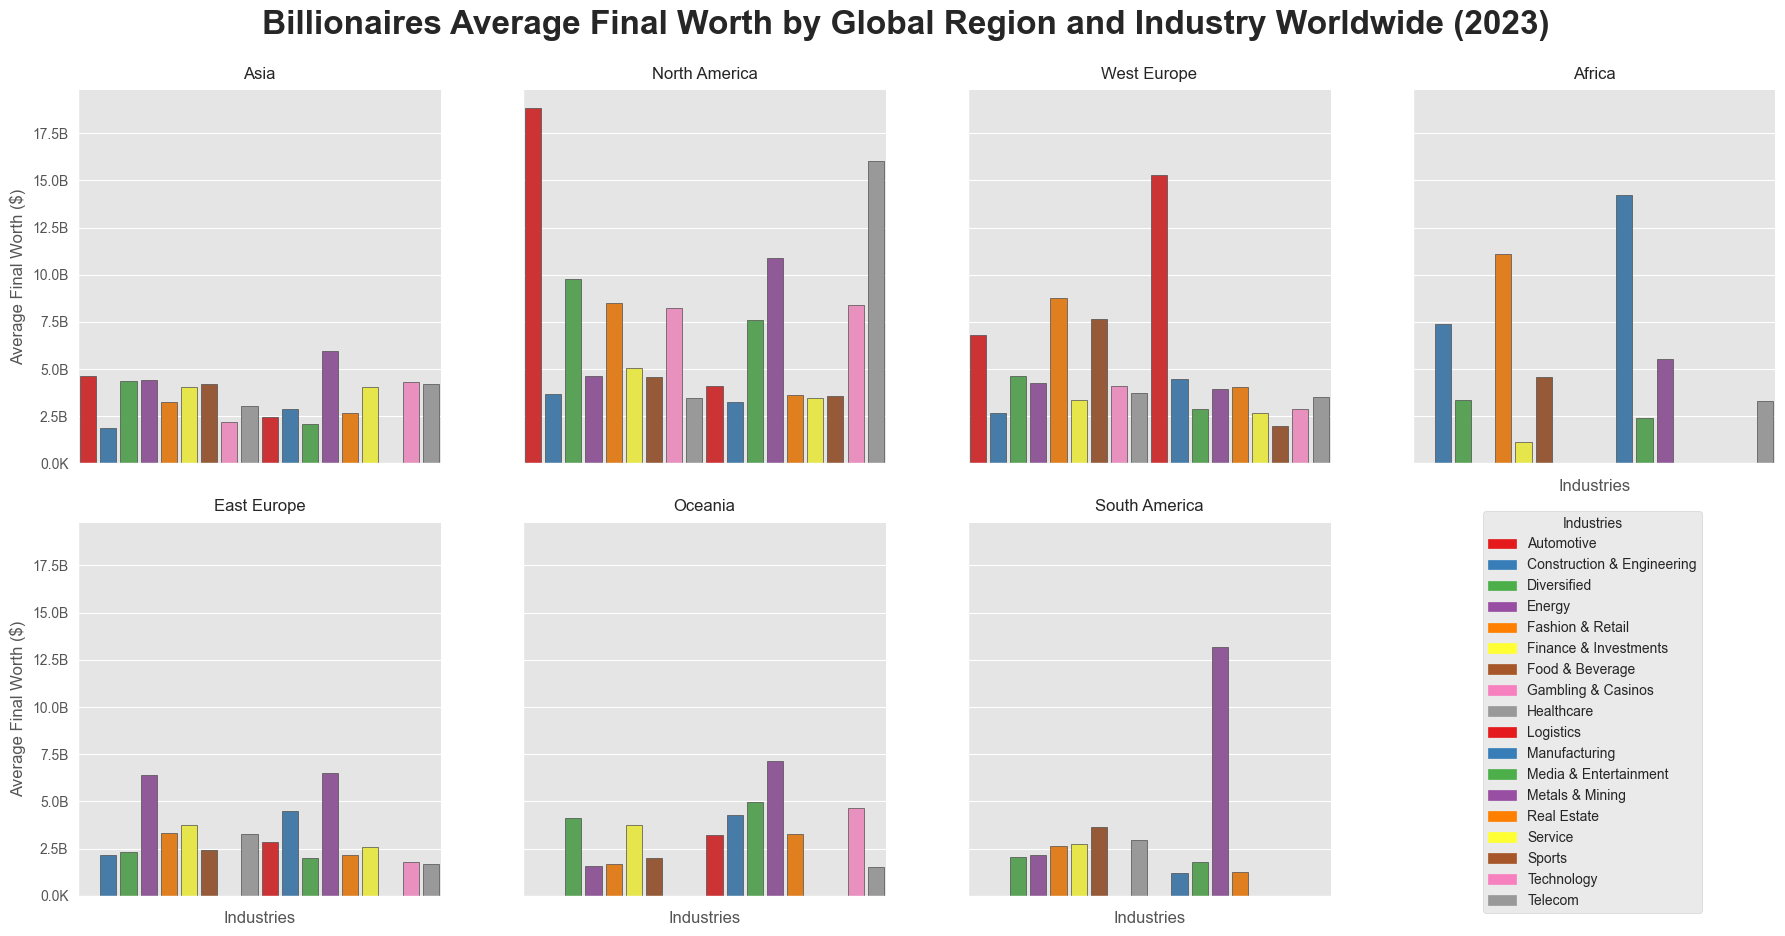 Billionaires Average Final Worth by Global Region and Industry Worldwide (2023)
Asia
North America
West Europe
Africa
Average Final Worth ($)
17.5B
15.0B
12.5B
10.0B
7.5B
5.0B
2.5B
0.0K
Industries
East Europe
Oceania
South America
Average Final Worth ($)
17.5B
15.0B
12.5B
10.0B
7.5B
5.0B
2.5B
0.0K
Industries
Industries
Industries
Industries
Automotive
Construction & Engineering
Diversified
Energy
Fashion & Retail
Finance & Investments
Food & Beverage
Gambling & Casinos
Healthcare
Logistics
Manufacturing
Media & Entertainment
Metals & Mining
Real Estate
Service
Sports
Technology
Telecom